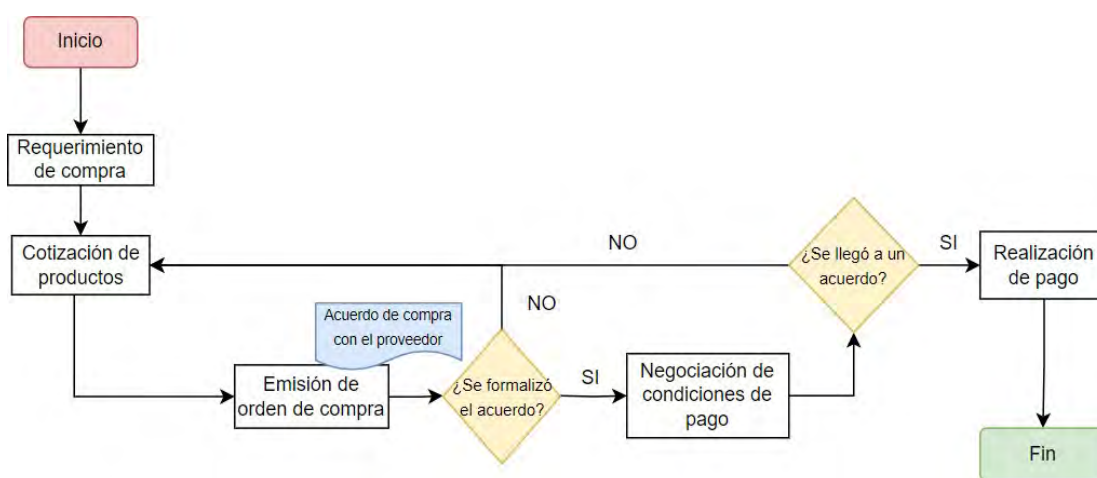 Inicio
Requerimiento
de compra
Cotización de
productos
NO
¿Se llegó a un
acuerdo?
SI
Realización
de pago
NO
Acuerdo de compra
con el proveedor
Emisión de
orden de compra
¿Se formalizó
el acuerdo?
SI
Negociación de
condiciones de
pago
Fin